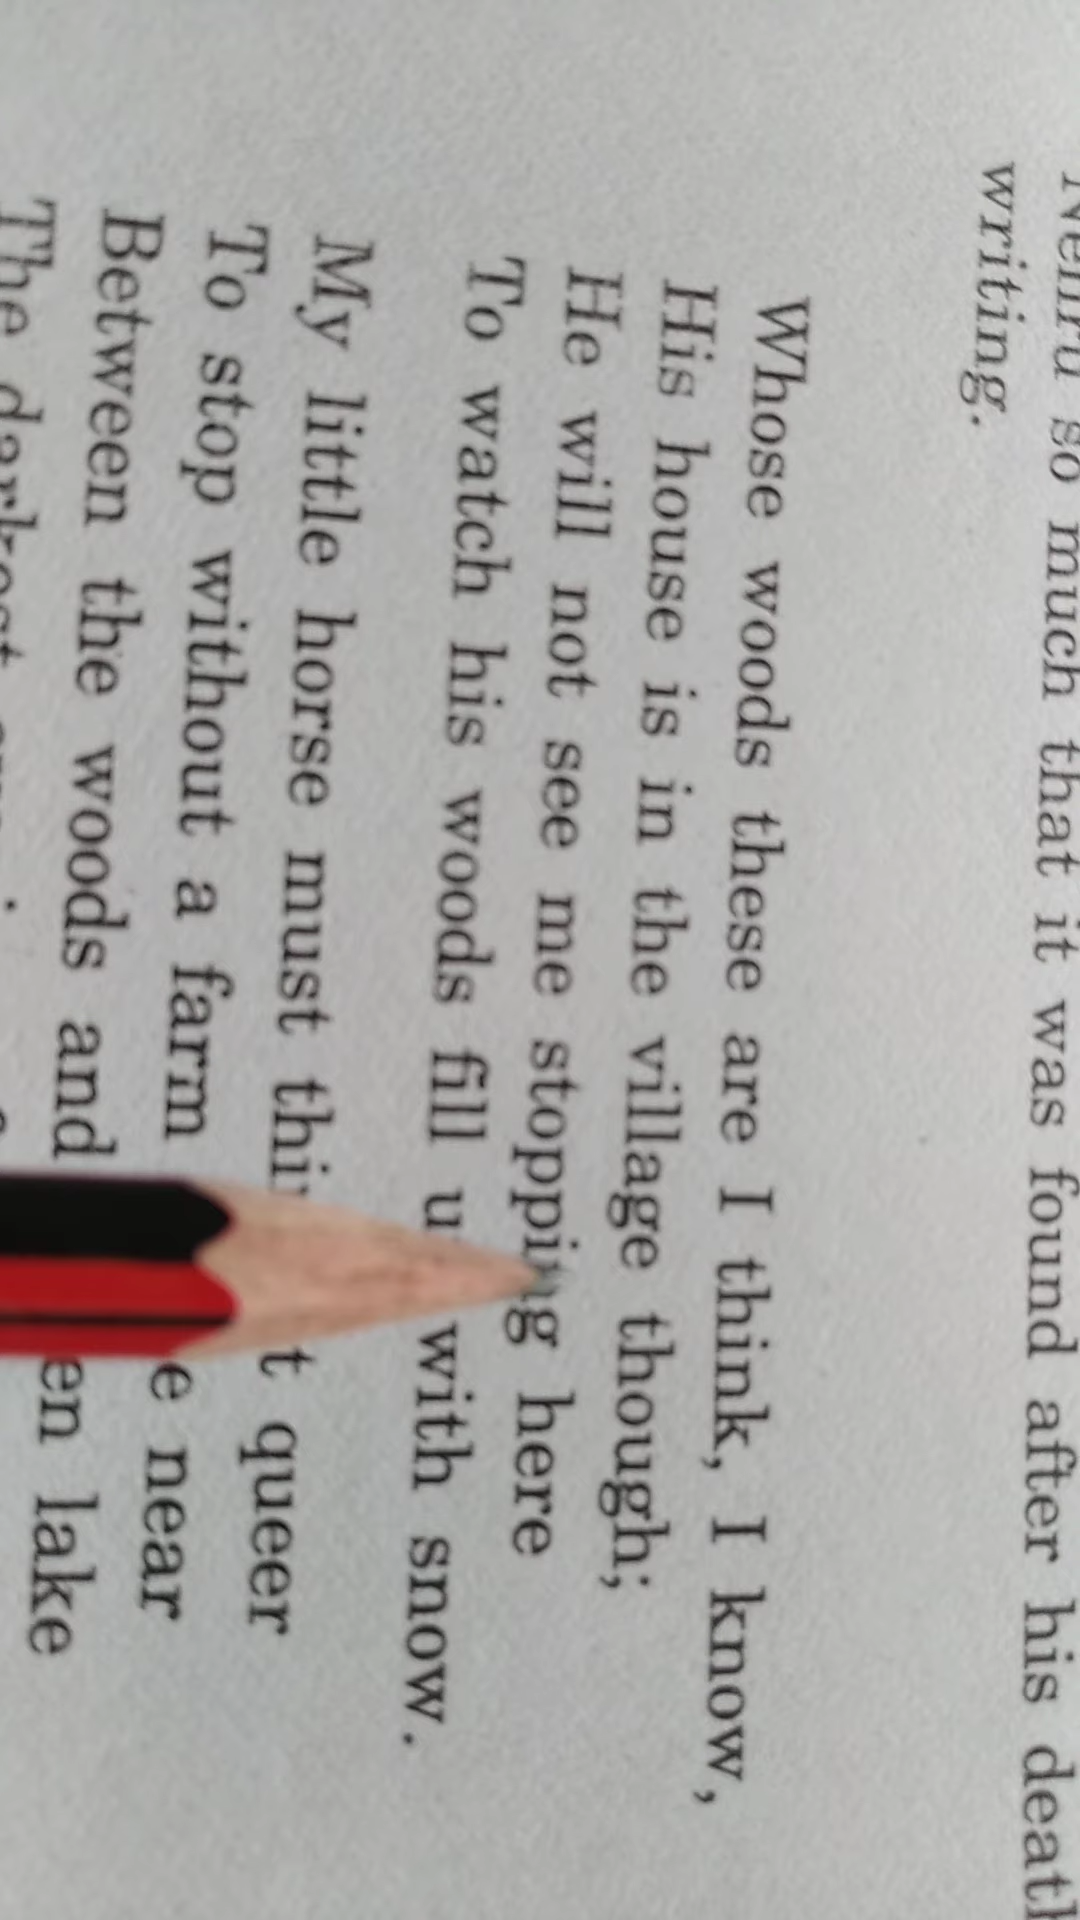 so much that it was found after his death
writing.
Whose woods these are I think, I know,
His house is in the village though;
He will not see me stopping here
To watch his woods fill with snow.
My little horse must queer
To stop without a farm near
Between the woods and lake
The